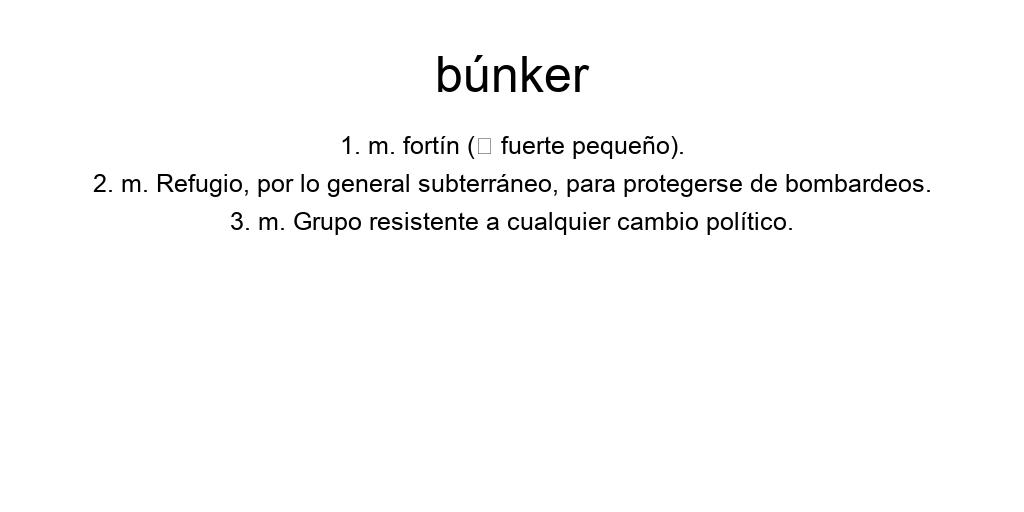 búnker
1. m. fortín (□ fuerte pequeño).
2. m. Refugio, por lo general subterráneo, para protegerse de bombardeos.
3. m. Grupo resistente a cualquier cambio político.